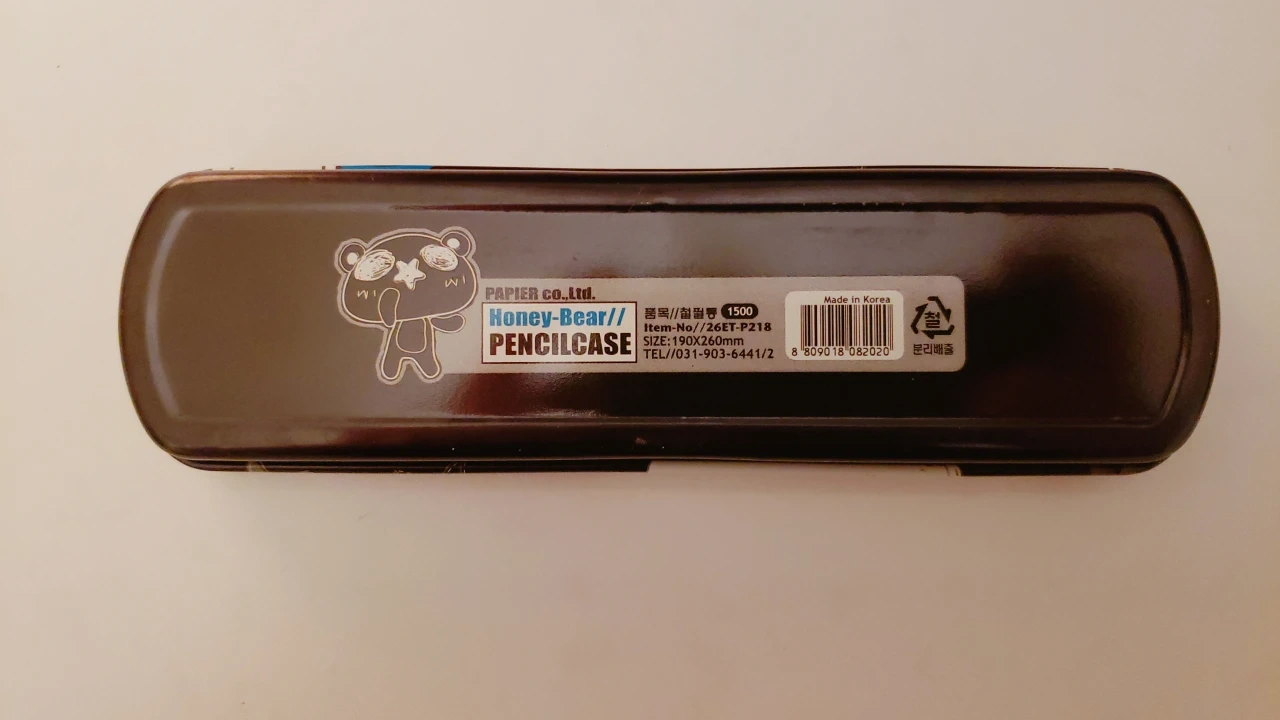 PAPIER co.,Ltd.
Honey-Bear//
PENCILCASE
품목//철필통 1500
Item-No//26ET-P218
SIZE:190X260mm
TEL//031-903-6441/2
Made in Korea
8 809018 082020
철
분리배출